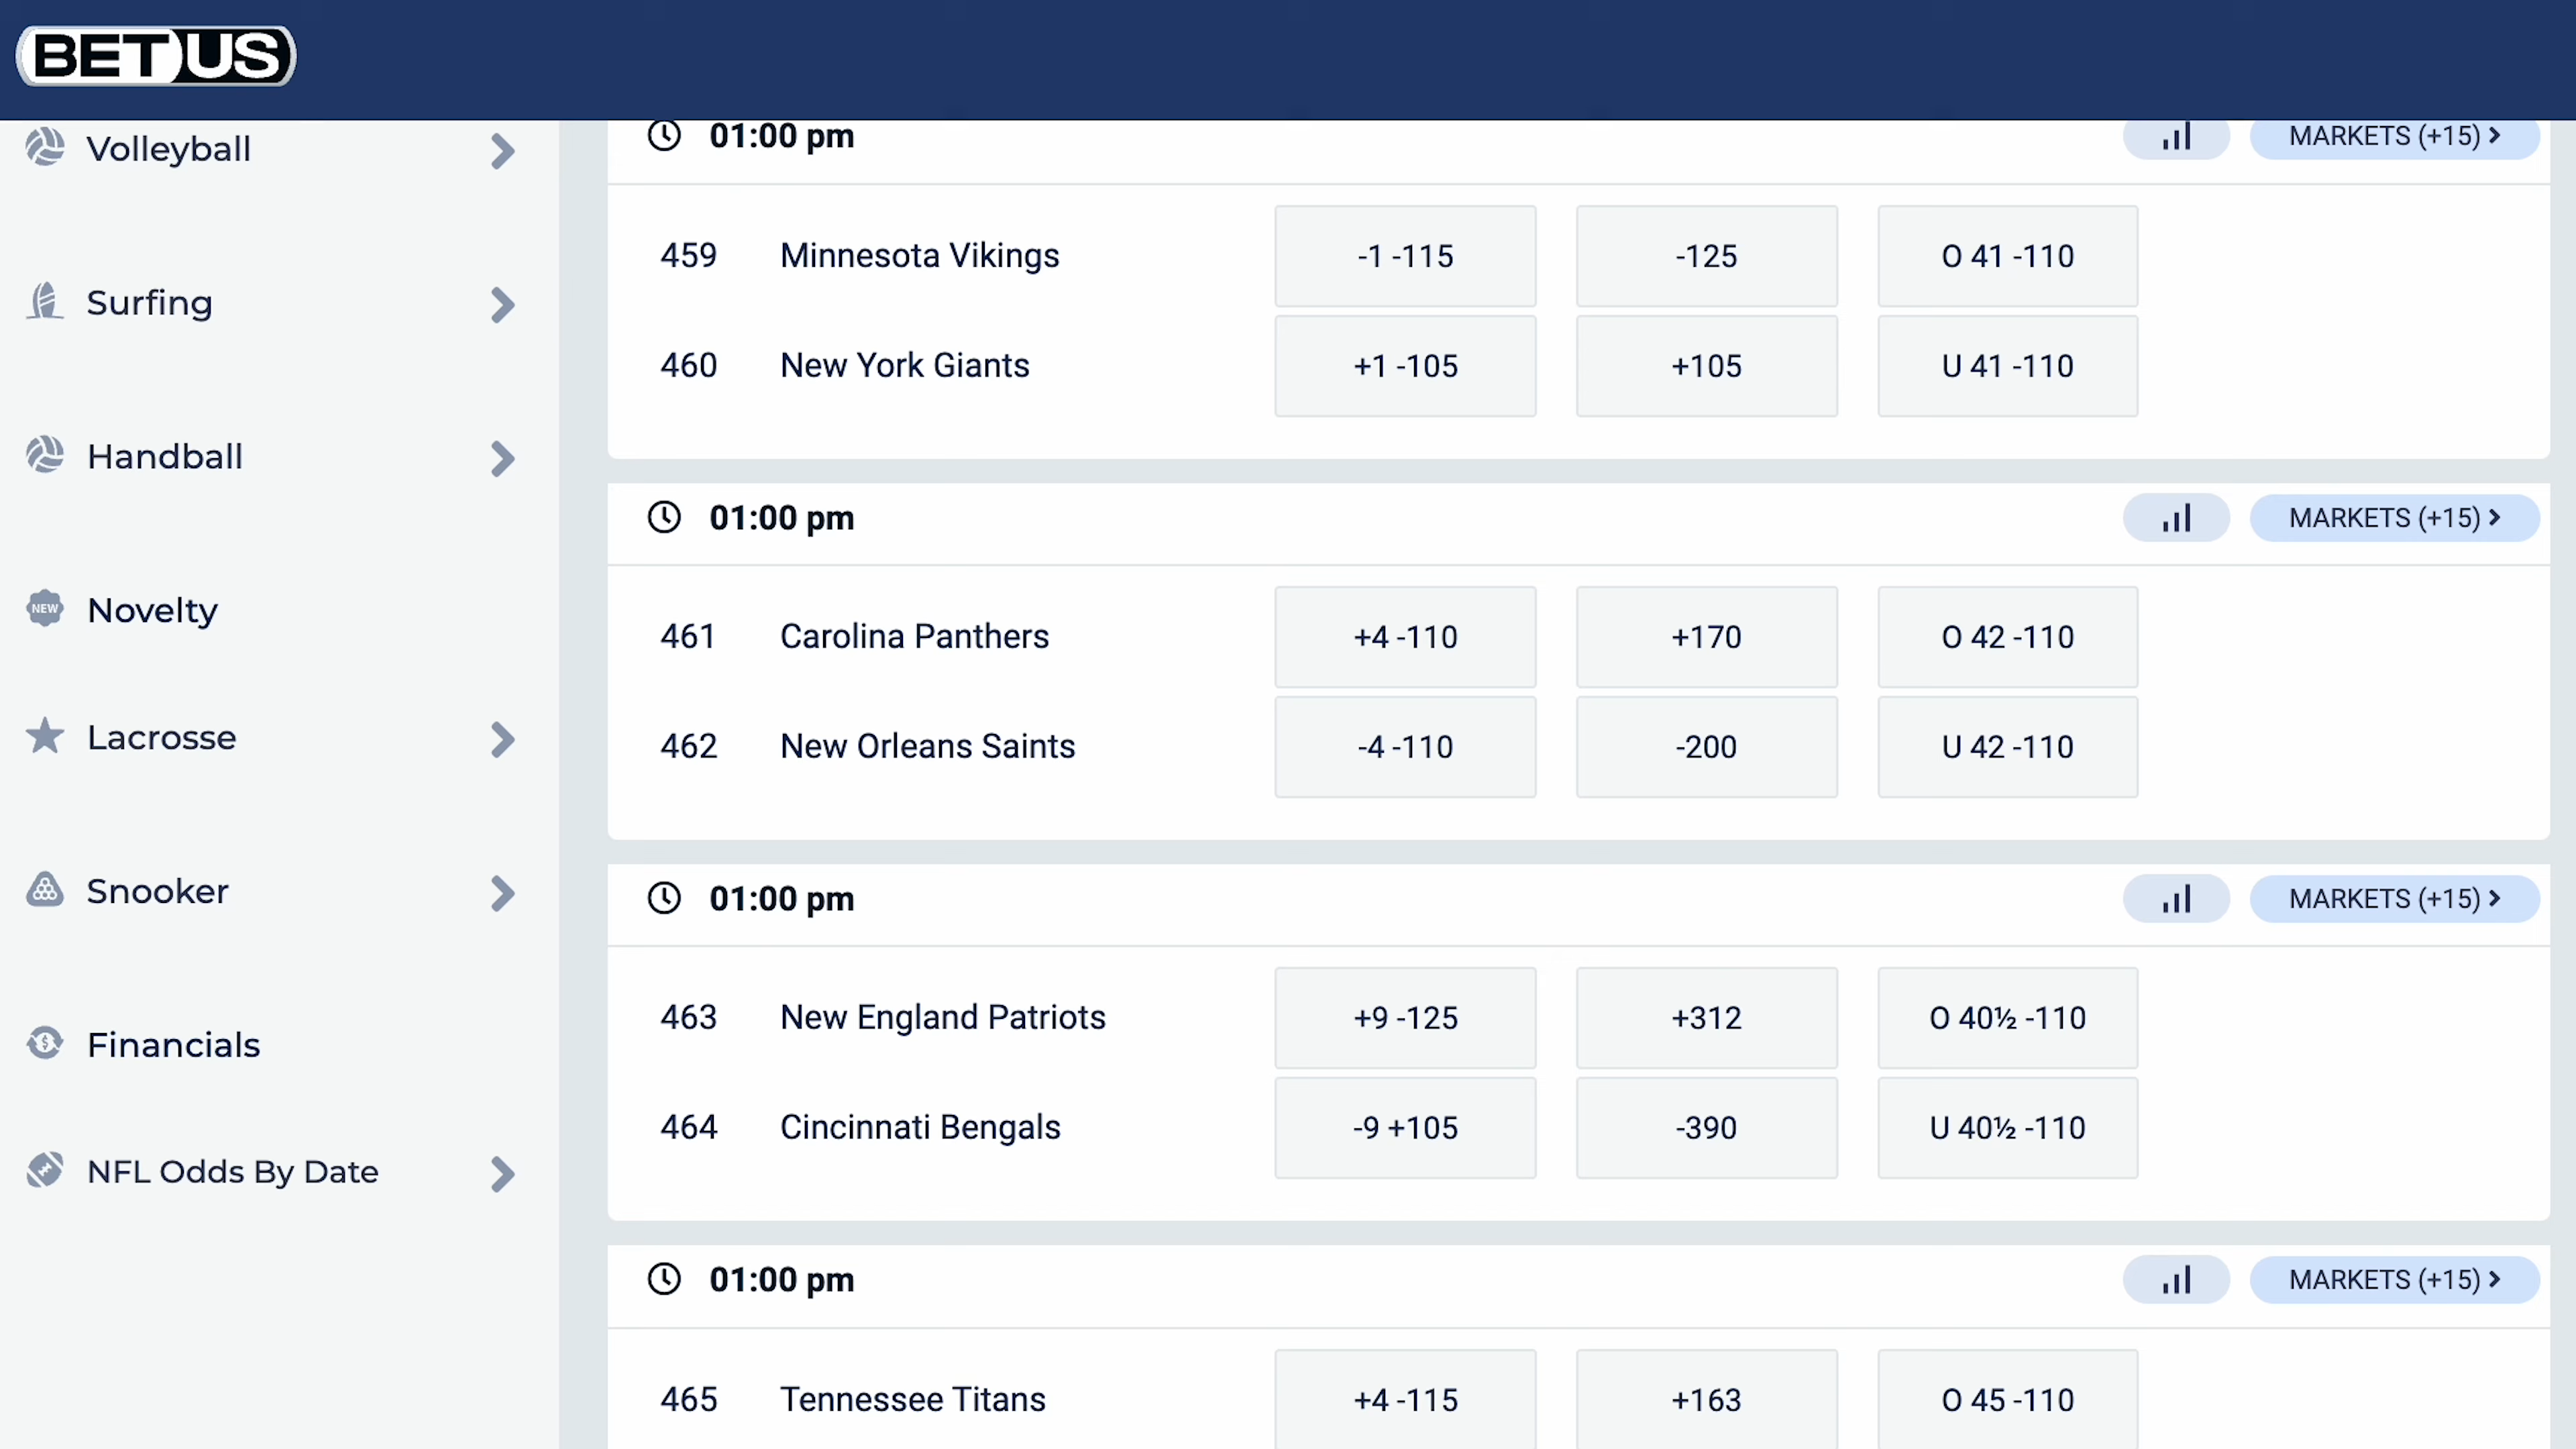 BETUS
Volleyball
Surfing
Handball
NEW Novelty
Lacrosse
Snooker
Financials
NFL Odds By Date
01:00 pm MARKETS (+15)
459 Minnesota Vikings -1 -115 -125 O 41 -110
460 New York Giants +1 -105 +105 U 41 -110
01:00 pm MARKETS (+15)
461 Carolina Panthers +4 -110 +170 O 42 -110
462 New Orleans Saints -4 -110 -200 U 42 -110
01:00 pm MARKETS (+15)
463 New England Patriots +9 -125 +312 O 40½ -110
464 Cincinnati Bengals -9 +105 -390 U 40½ -110
01:00 pm MARKETS (+15)
465 Tennessee Titans +4 -115 +163 O 45 -110